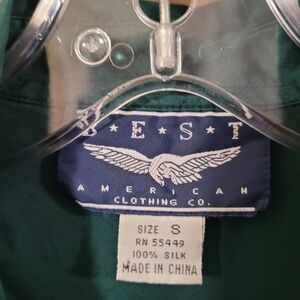 B★E★S★T
AMERICAN
CLOTHING CO.
SIZE S
RN 55449
100% SILK
MADE IN CHINA